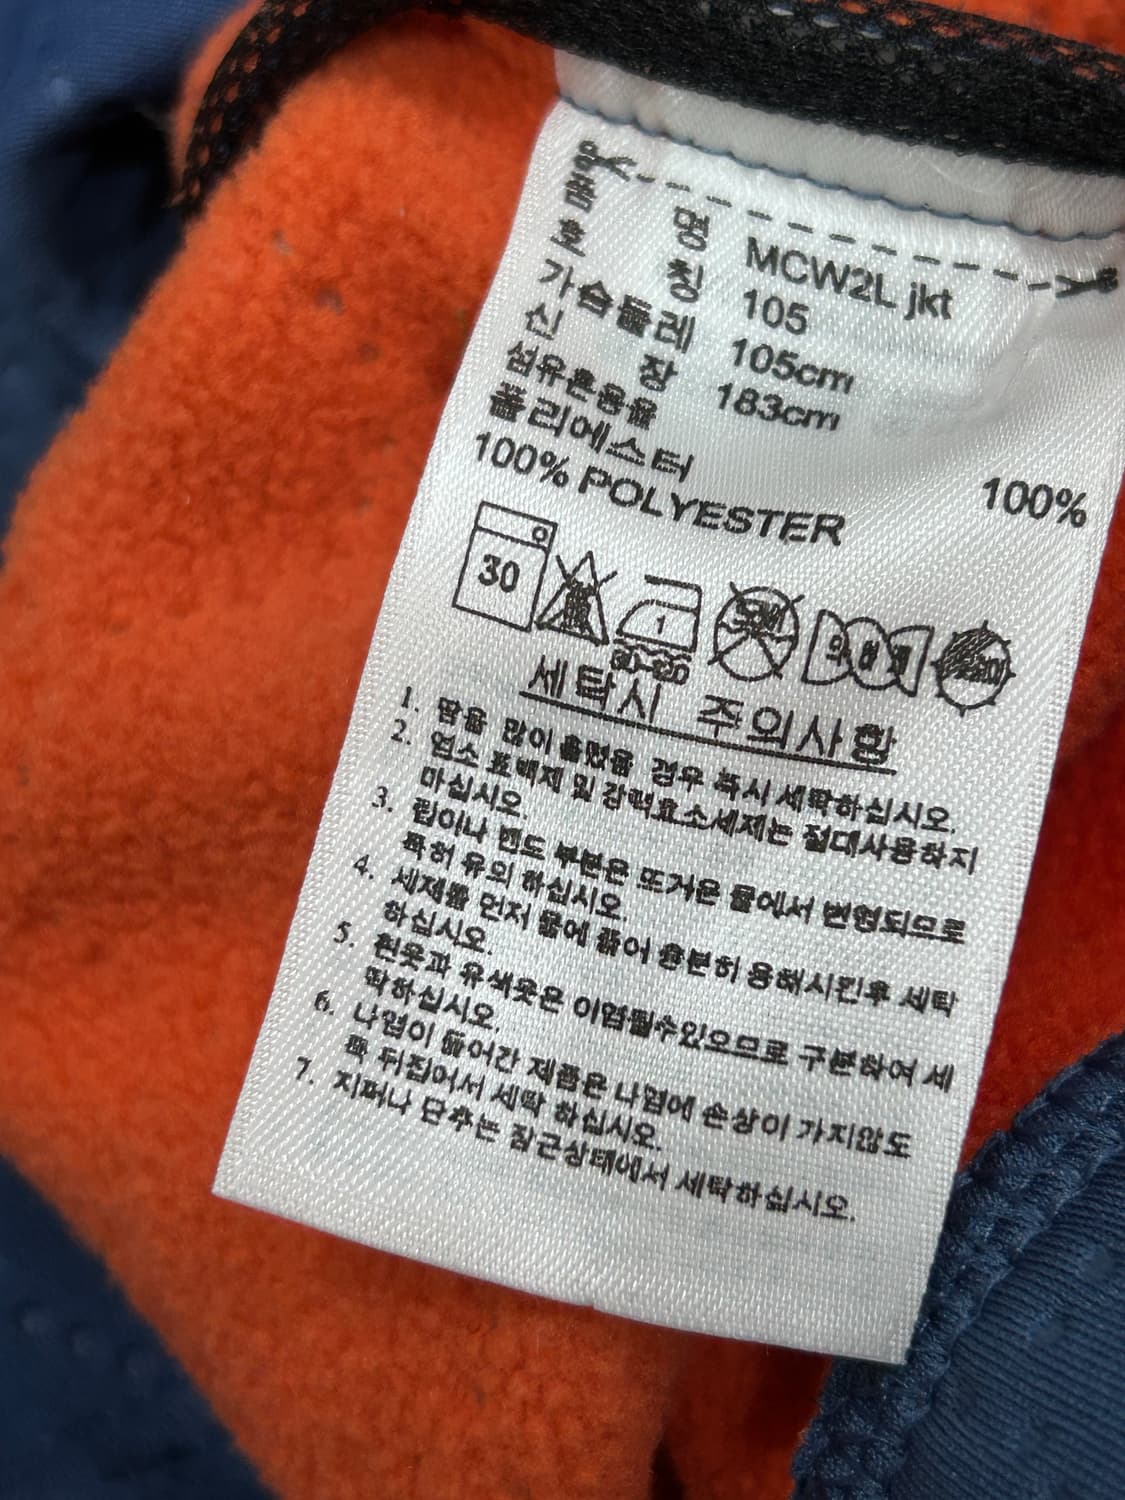 품 명 MCW2L jkt
호 칭 105
가슴둘레 105cm
신 장 183cm
섬유혼용율
폴리에스터 100%
100% POLYESTER
30
1
80~120
세탁시 주의사항
1. 땀을 많이 흘렸을 경우 즉시 세탁하십시오.
2. 염소 표백제 및 강력효소세제는 절대사용하지
마십시오.
3. 립이나 밴드 부분은 뜨거운 물에서 변형되므로
특히 유의 하십시오.
4. 세제를 먼저 물에 풀어 충분히 용해시킨후 세탁
하십시오.
5. 흰옷과 유색옷은 이염될수있으므로 구분하여 세
탁하십시오.
6. 나염이 들어간 제품은 나염에 손상이 가지않도
록 뒤집어서 세탁 하십시오.
7. 지퍼나 단추는 잠근상태에서 세탁하십시오.